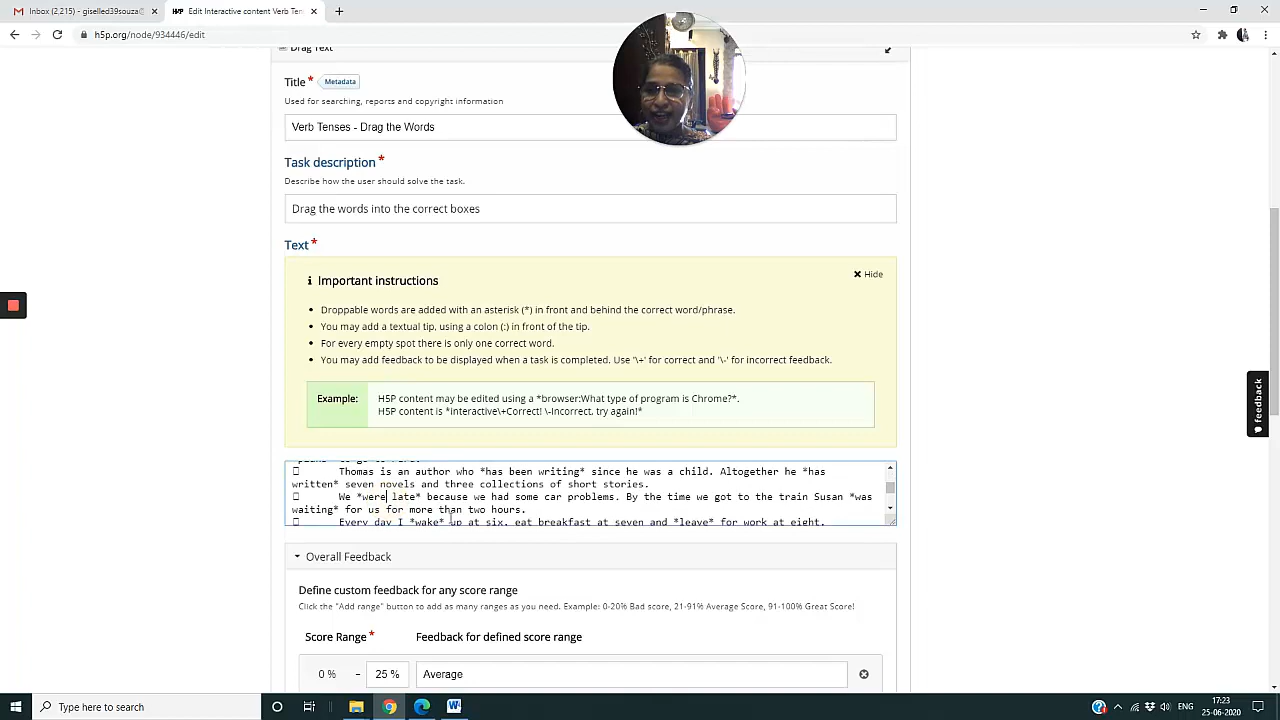 Inbox (2,215) - giselled3souza@
H5P Edit Interactive content Verb Ten
h5p.org/node/934446/edit
Drag Text
Title* Metadata
Used for searching, reports and copyright information
Verb Tenses - Drag the Words
Task description *
Describe how the user should solve the task.
Drag the words into the correct boxes
Text*
Important instructions
Hide
Droppable words are added with an asterisk (*) in front and behind the correct word/phrase.
You may add a textual tip, using a colon (:) in front of the tip.
For every empty spot there is only one correct word.
You may add feedback to be displayed when a task is completed. Use '\+' for correct and '\-' for incorrect feedback.
Example:
H5P content may be edited using a *browser:What type of program is Chrome?*.
H5P content is *interactive\+Correct! \-Incorrect, try again!*
Thomas is an author who *has been writing* since he was a child. Altogether he *has
written* seven novels and three collections of short stories.
We *were late* because we had some car problems. By the time we got to the train Susan *was
waiting* for us for more than two hours.
Every day I *wake* up at six, eat breakfast at seven and *leave* for work at eight.
feedback
Overall Feedback
Define custom feedback for any score range
Click the "Add range" button to add as many ranges as you need. Example: 0-20% Bad score, 21-91% Average Score, 91-100% Great Score!
Score Range * Feedback for defined score range
0 % - 25 % Average
Type here to search
ENG
17:23
25-06-2020